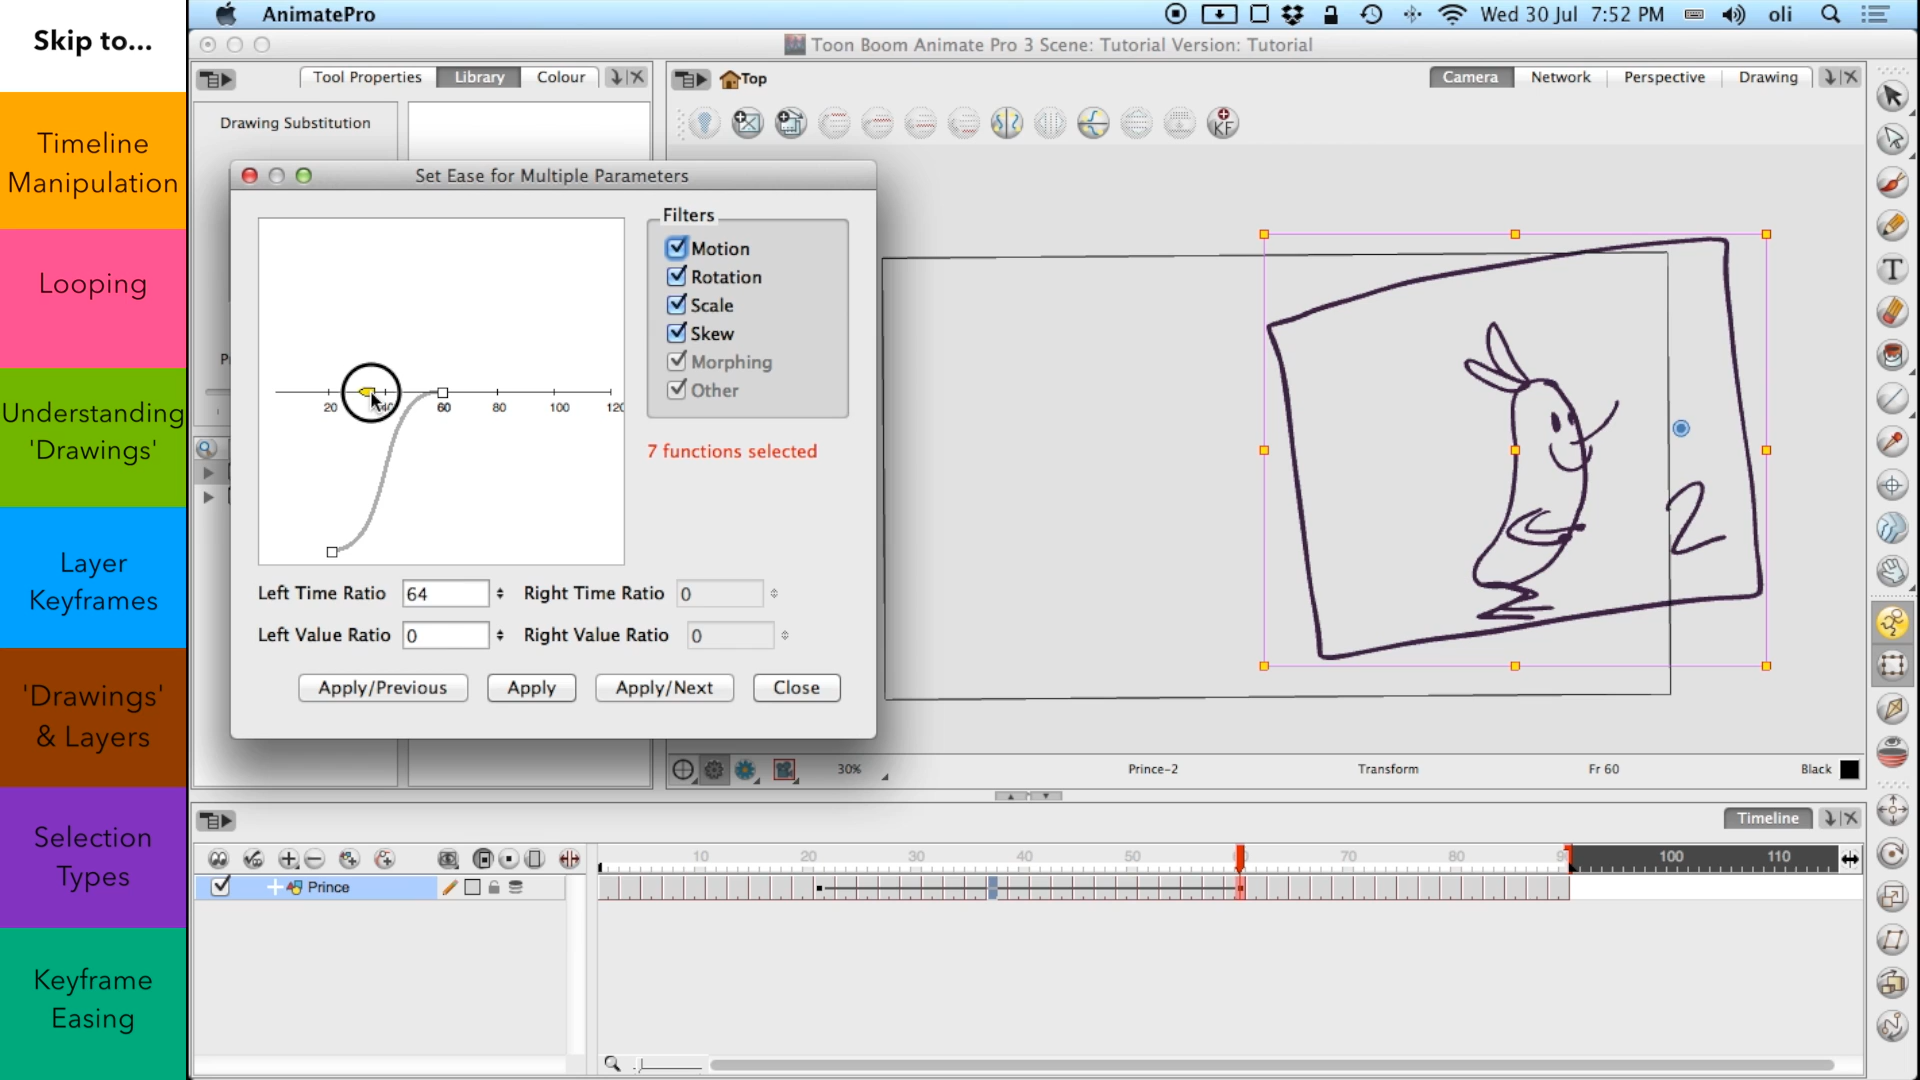 Skip to...
Timeline
Manipulation
Looping
Understanding
'Drawings'
Layer
Keyframes
'Drawings'
& Layers
Selection
Types
Keyframe
Easing
AnimatePro
Wed 30 Jul 7:52 PM
oli
Toon Boom Animate Pro 3 Scene: Tutorial Version: Tutorial
Tool Properties
Library
Colour
Drawing Substitution
Top
Camera
Network
Perspective
Drawing
KF
T
Set Ease for Multiple Parameters
Filters
Motion
Rotation
Scale
Skew
Morphing
Other
7 functions selected
20
60
80
100
Left Time Ratio 64
Right Time Ratio 0
Left Value Ratio 0
Right Value Ratio 0
Apply/Previous
Apply
Apply/Next
Close
2
30%
Prince-2
Transform
Fr 60
Black
Timeline
Prince
10 20 30 40 50 70 80 100 110